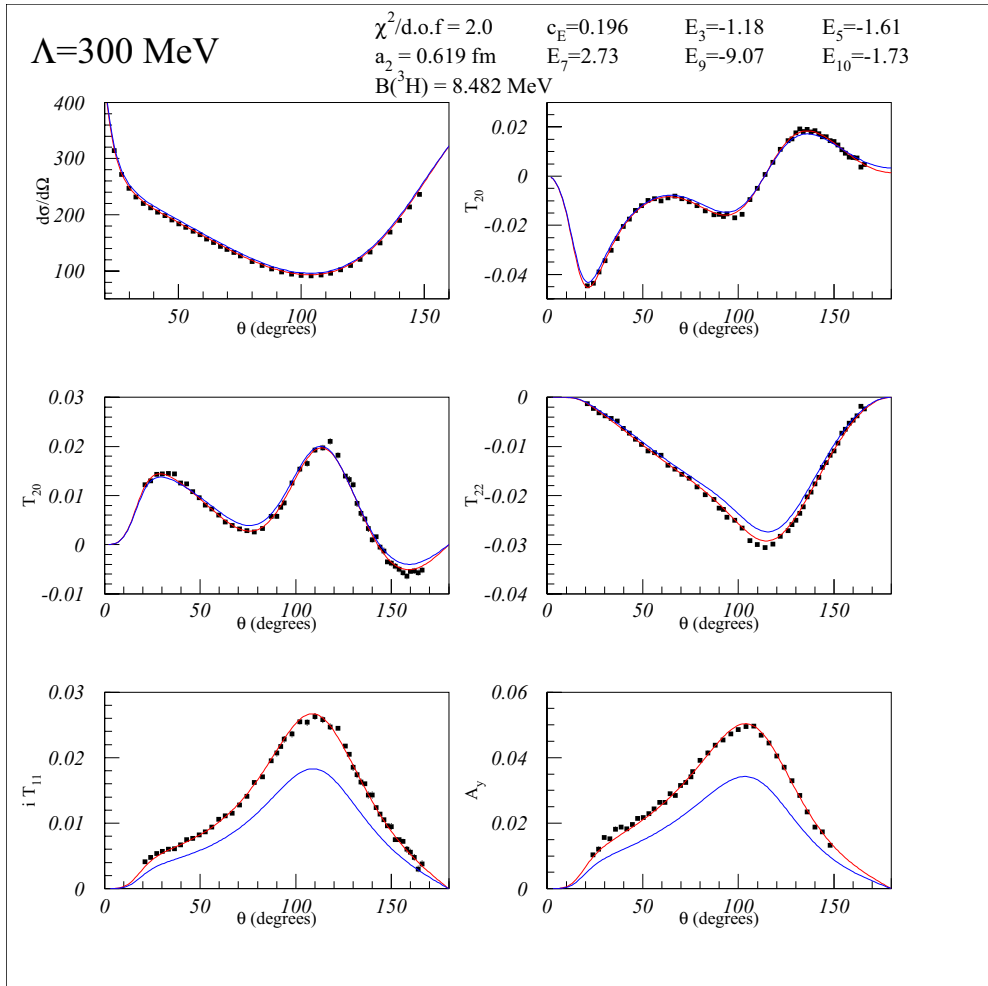 Λ=300 MeV
χ²/d.o.f = 2.0 c_E=0.196 E_3=-1.18 E_5=-1.61
a_2 = 0.619 fm E_7=2.73 E_9=-9.07 E_10=-1.73
B(³H) = 8.482 MeV
400
300
200
100
dσ/dΩ
50 100 150
θ (degrees)
0.02
0
-0.02
-0.04
T_20
0 50 100 150
θ (degrees)
0.03
0.02
0.01
0
-0.01
T_20
0 50 100 150
θ (degrees)
0
-0.01
-0.02
-0.03
-0.04
T_22
0 50 100 150
θ (degrees)
0.03
0.02
0.01
0
i T_11
0 50 100 150
θ (degrees)
0.06
0.04
0.02
0
A_y
0 50 100 150
θ (degrees)